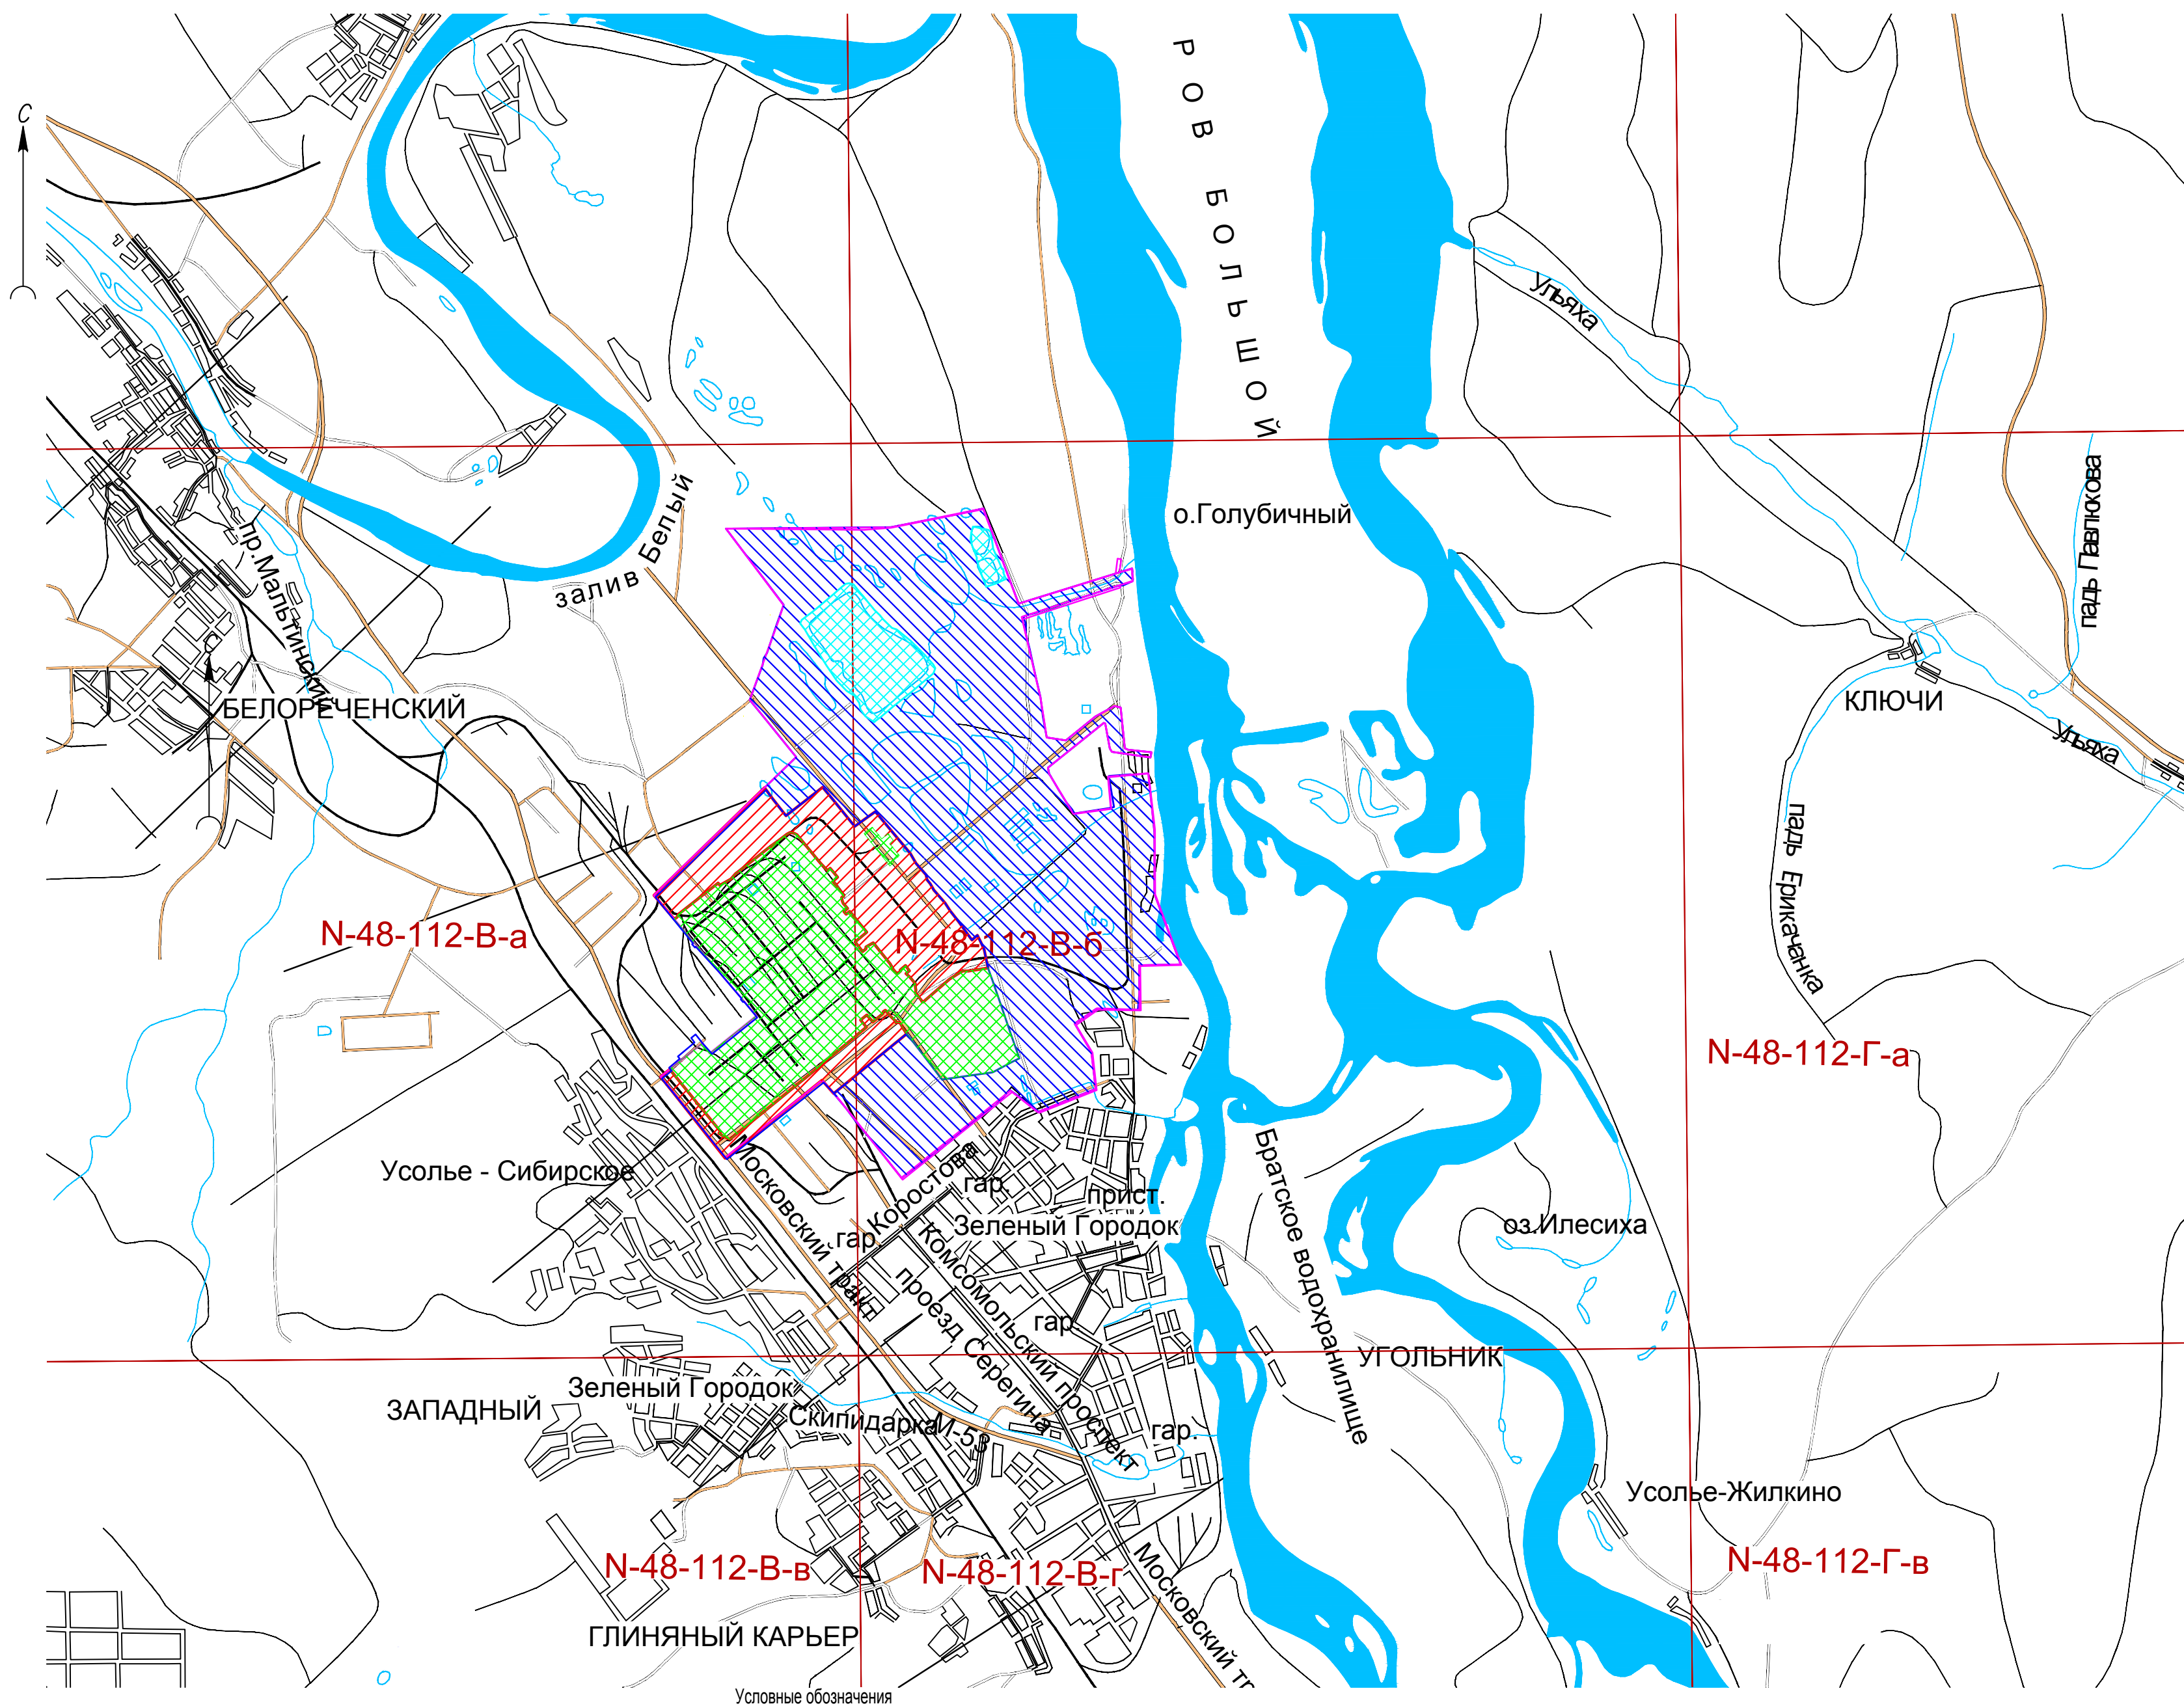 С
РОВ БОЛЬШОЙ
Ульяха
о.Голубичный
залив Белый
пр.Мальтинский
падь Павлюкова
БЕЛОРЕЧЕНСКИЙ
КЛЮЧИ
Ульяха
падь Ерикачанка
N-48-112-В-а
N-48-112-В-б
N-48-112-Г-а
Усолье - Сибирское
Московский тракт
Коростова
гар.
прист.
Зеленый Городок
гар.
Комсомольский проспект
проезд Серегина
гар.
Братское водохранилище
оз.Илесиха
УГОЛЬНИК
Зеленый Городок
ЗАПАДНЫЙ
Скипидарка
И-53
гар.
Усолье-Жилкино
N-48-112-В-в
N-48-112-В-г
N-48-112-Г-в
Московский тр
ГЛИНЯНЫЙ КАРЬЕР
Условные обозначения